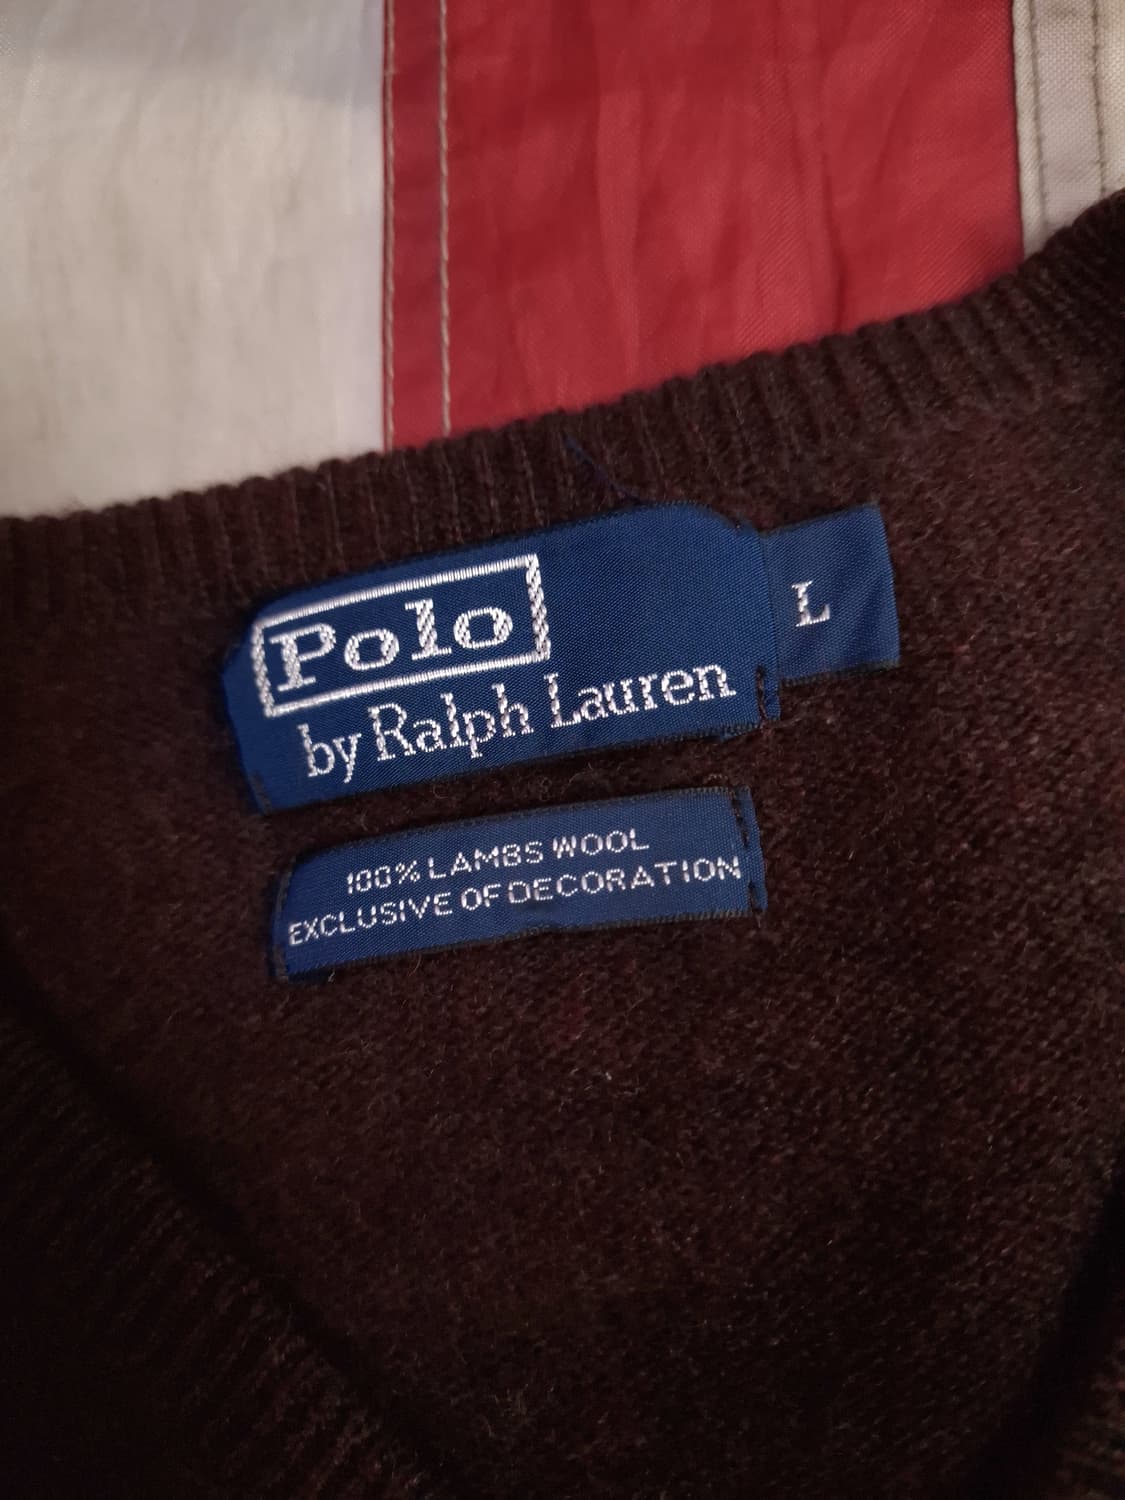 Polo
by Ralph Lauren
L
100% LAMBS WOOL
EXCLUSIVE OF DECORATION